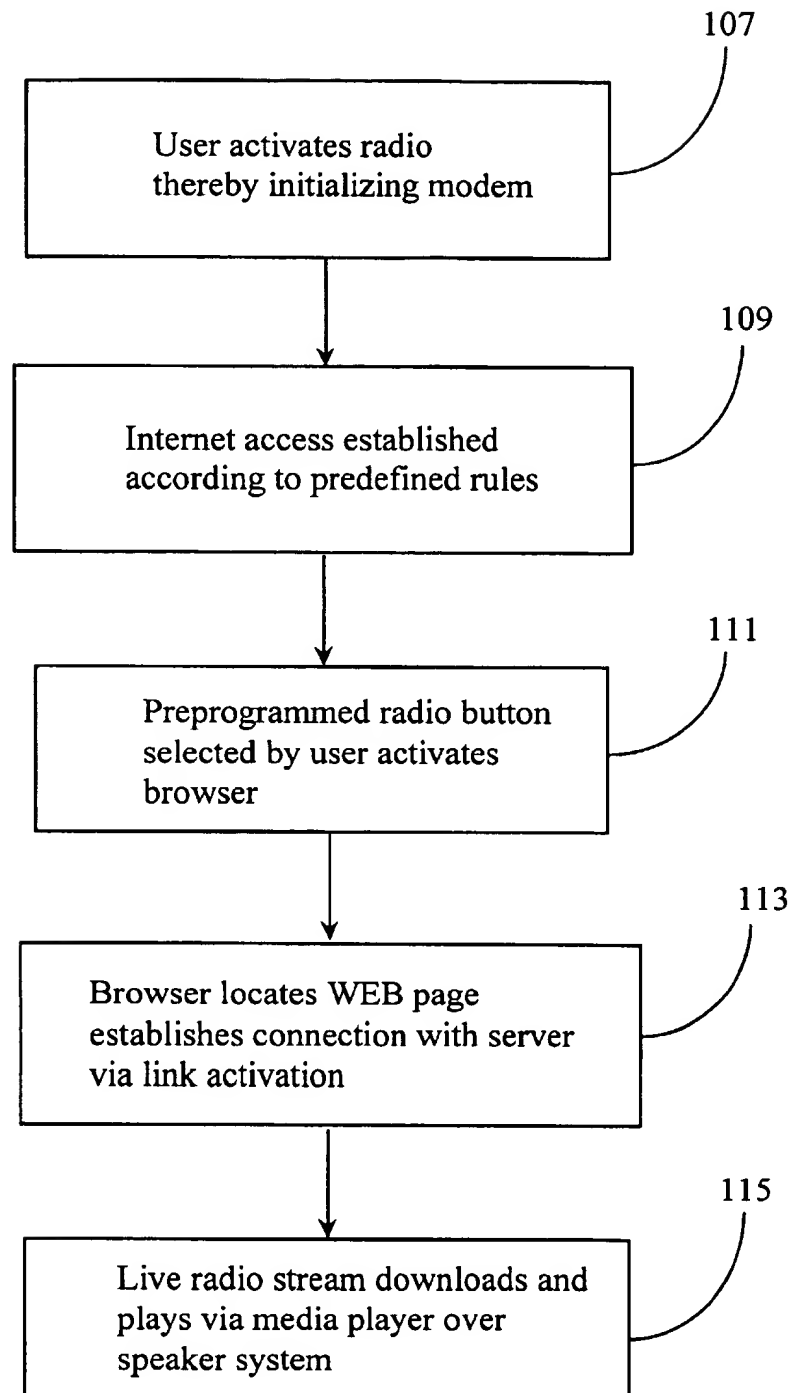 107
User activates radio
thereby initializing modem
109
Internet access established
according to predefined rules
111
Preprogrammed radio button
selected by user activates
browser
113
Browser locates WEB page
establishes connection with server
via link activation
115
Live radio stream downloads and
plays via media player over
speaker system